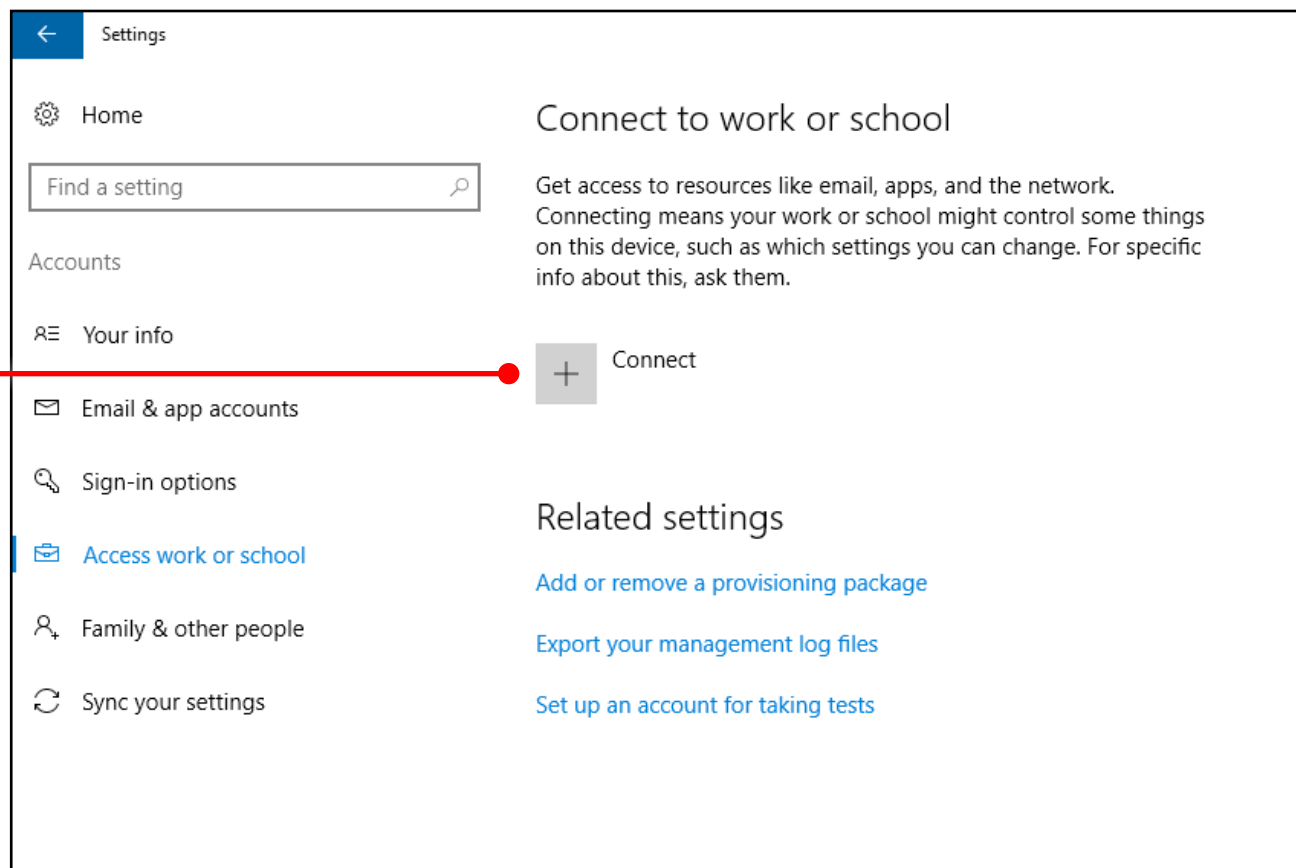 Settings
Home
Find a setting
Accounts
Your info
Email & app accounts
Sign-in options
Access work or school
Family & other people
Sync your settings
Connect to work or school
Get access to resources like email, apps, and the network.
Connecting means your work or school might control some things
on this device, such as which settings you can change. For specific
info about this, ask them.
Connect
Related settings
Add or remove a provisioning package
Export your management log files
Set up an account for taking tests